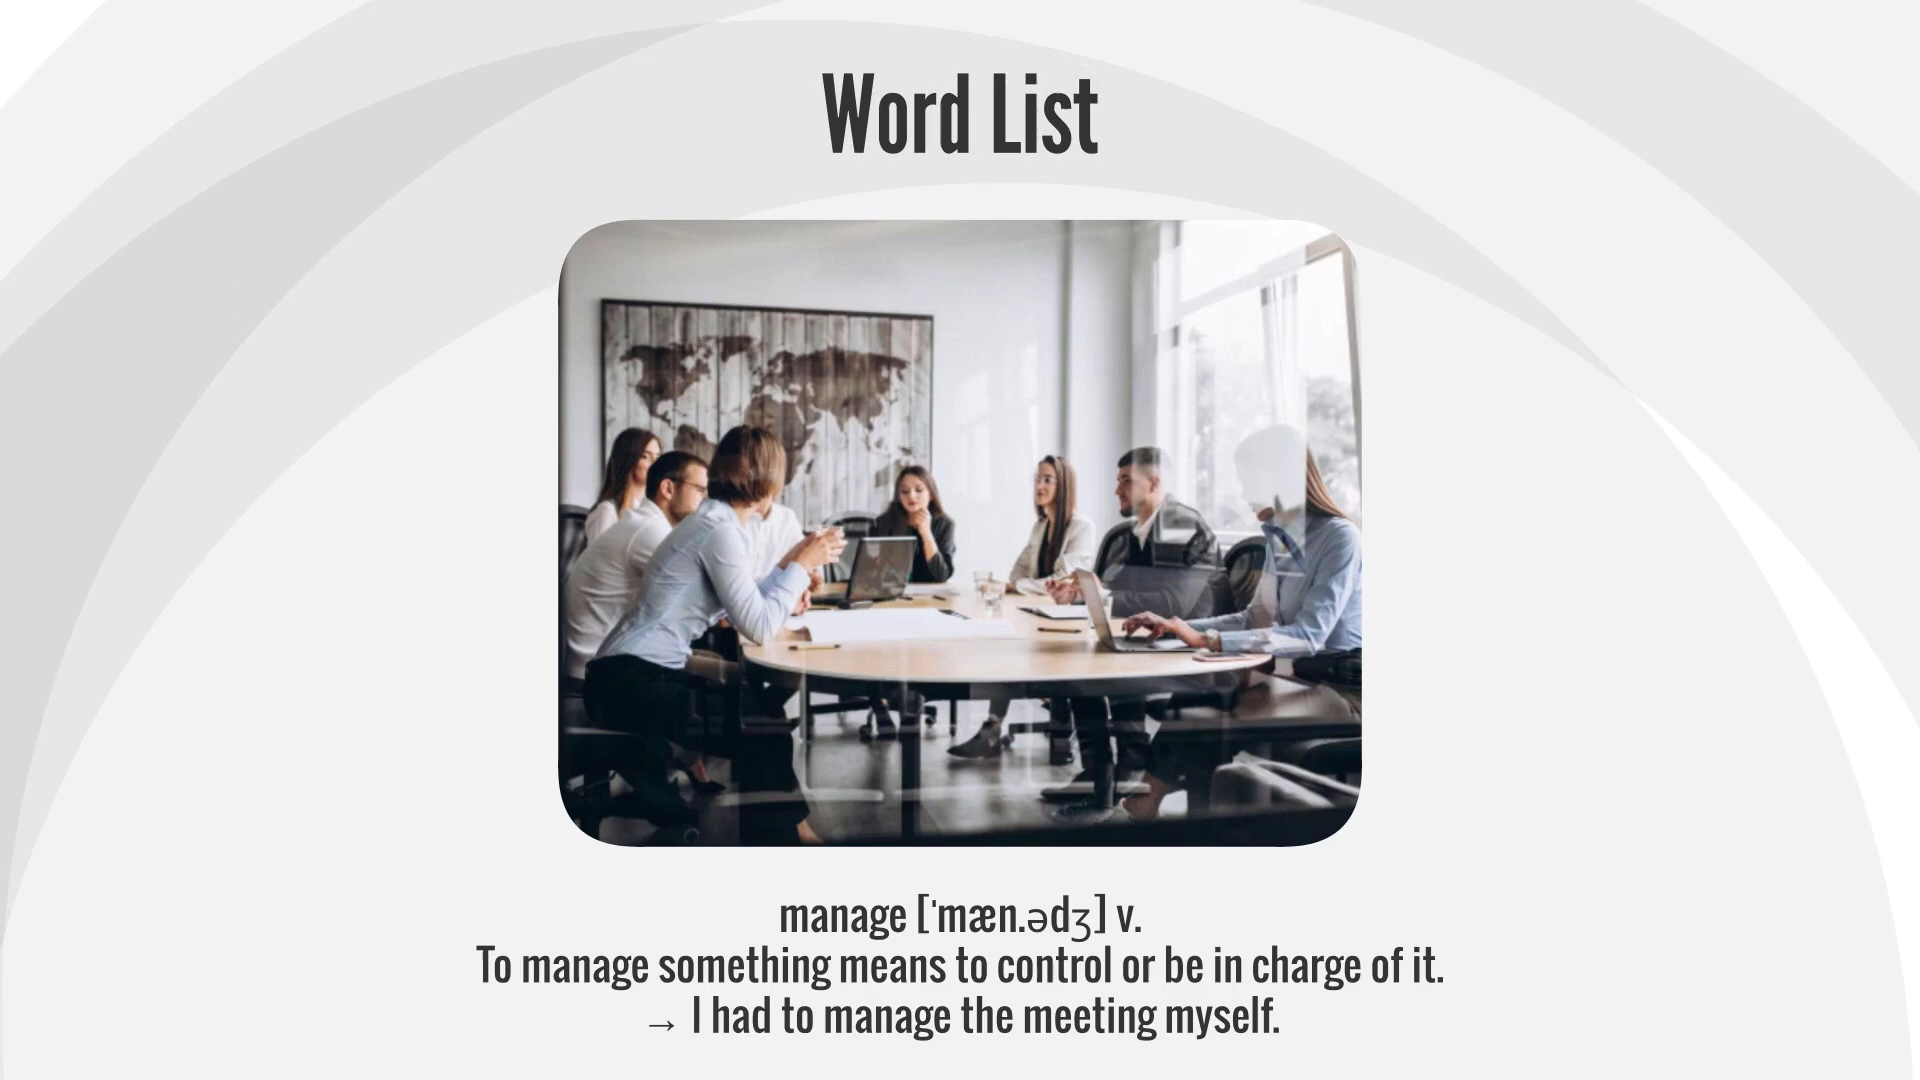 Word List
manage [ˈmæn.ədʒ] v.
To manage something means to control or be in charge of it.
→ I had to manage the meeting myself.